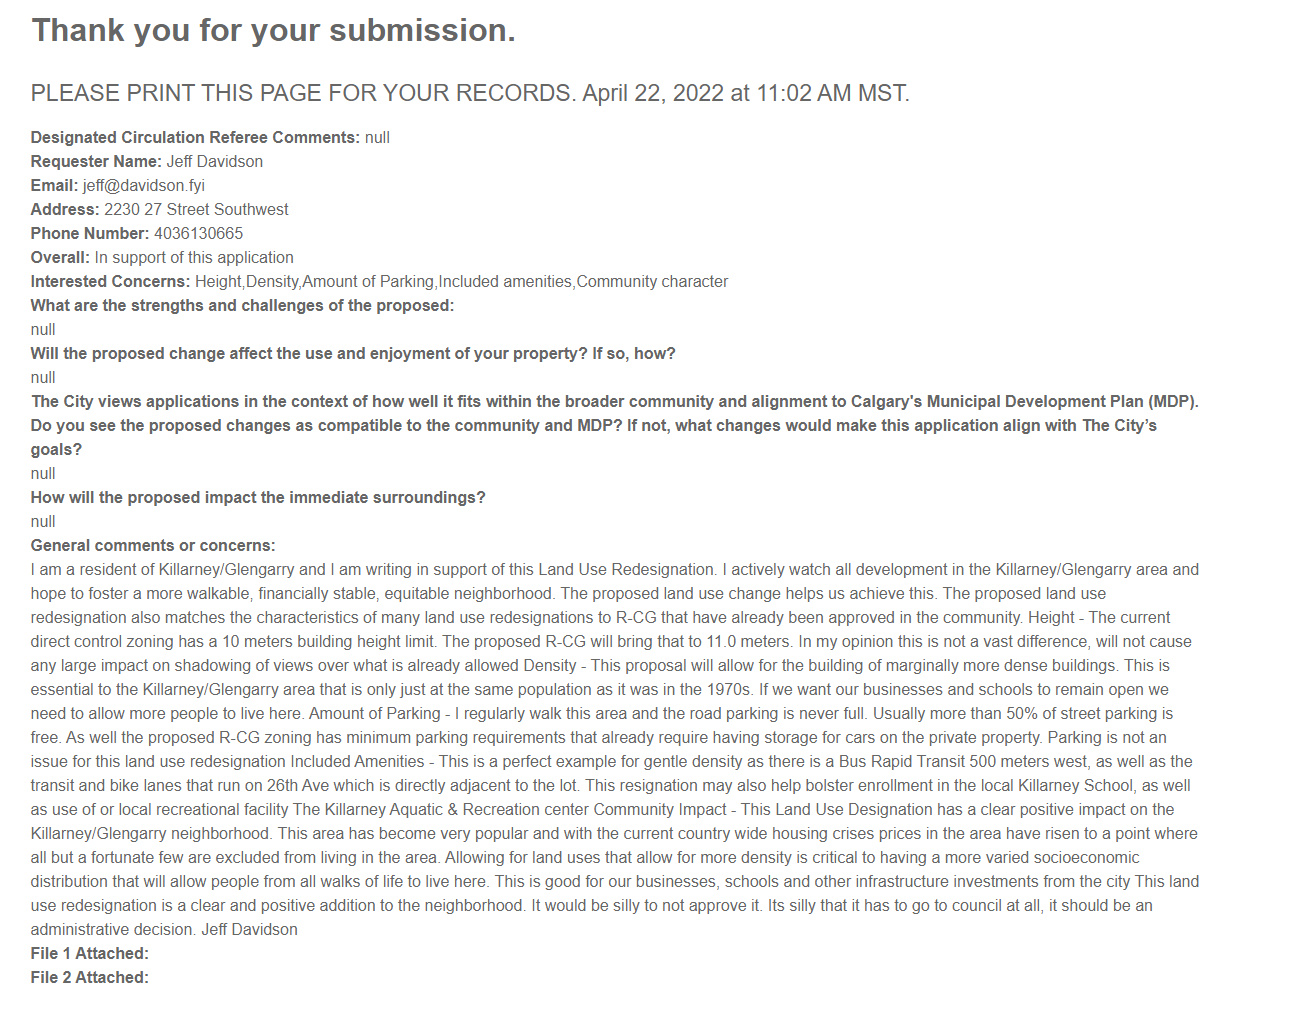 Thank you for your submission.
PLEASE PRINT THIS PAGE FOR YOUR RECORDS. April 22, 2022 at 11:02 AM MST.
Designated Circulation Referee Comments: null
Requester Name: Jeff Davidson
Email: jeff@davidson.fyi
Address: 2230 27 Street Southwest
Phone Number: 4036130665
Overall: In support of this application
Interested Concerns: Height,Density,Amount of Parking,Included amenities,Community character
What are the strengths and challenges of the proposed:
null
Will the proposed change affect the use and enjoyment of your property? If so, how?
null
The City views applications in the context of how well it fits within the broader community and alignment to Calgary's Municipal Development Plan (MDP).
Do you see the proposed changes as compatible to the community and MDP? If not, what changes would make this application align with The City’s
goals?
null
How will the proposed impact the immediate surroundings?
null
General comments or concerns:
I am a resident of Killarney/Glengarry and I am writing in support of this Land Use Redesignation. I actively watch all development in the Killarney/Glengarry area and
hope to foster a more walkable, financially stable, equitable neighborhood. The proposed land use change helps us achieve this. The proposed land use
redesignation also matches the characteristics of many land use redesignations to R-CG that have already been approved in the community. Height - The current
direct control zoning has a 10 meters building height limit. The proposed R-CG will bring that to 11.0 meters. In my opinion this is not a vast difference, will not cause
any large impact on shadowing of views over what is already allowed Density - This proposal will allow for the building of marginally more dense buildings. This is
essential to the Killarney/Glengarry area that is only just at the same population as it was in the 1970s. If we want our businesses and schools to remain open we
need to allow more people to live here. Amount of Parking - I regularly walk this area and the road parking is never full. Usually more than 50% of street parking is
free. As well the proposed R-CG zoning has minimum parking requirements that already require having storage for cars on the private property. Parking is not an
issue for this land use redesignation Included Amenities - This is a perfect example for gentle density as there is a Bus Rapid Transit 500 meters west, as well as the
transit and bike lanes that run on 26th Ave which is directly adjacent to the lot. This resignation may also help bolster enrollment in the local Killarney School, as well
as use of or local recreational facility The Killarney Aquatic & Recreation center Community Impact - This Land Use Designation has a clear positive impact on the
Killarney/Glengarry neighborhood. This area has become very popular and with the current country wide housing crises prices in the area have risen to a point where
all but a fortunate few are excluded from living in the area. Allowing for land uses that allow for more density is critical to having a more varied socioeconomic
distribution that will allow people from all walks of life to live here. This is good for our businesses, schools and other infrastructure investments from the city This land
use redesignation is a clear and positive addition to the neighborhood. It would be silly to not approve it. Its silly that it has to go to council at all, it should be an
administrative decision. Jeff Davidson
File 1 Attached:
File 2 Attached: